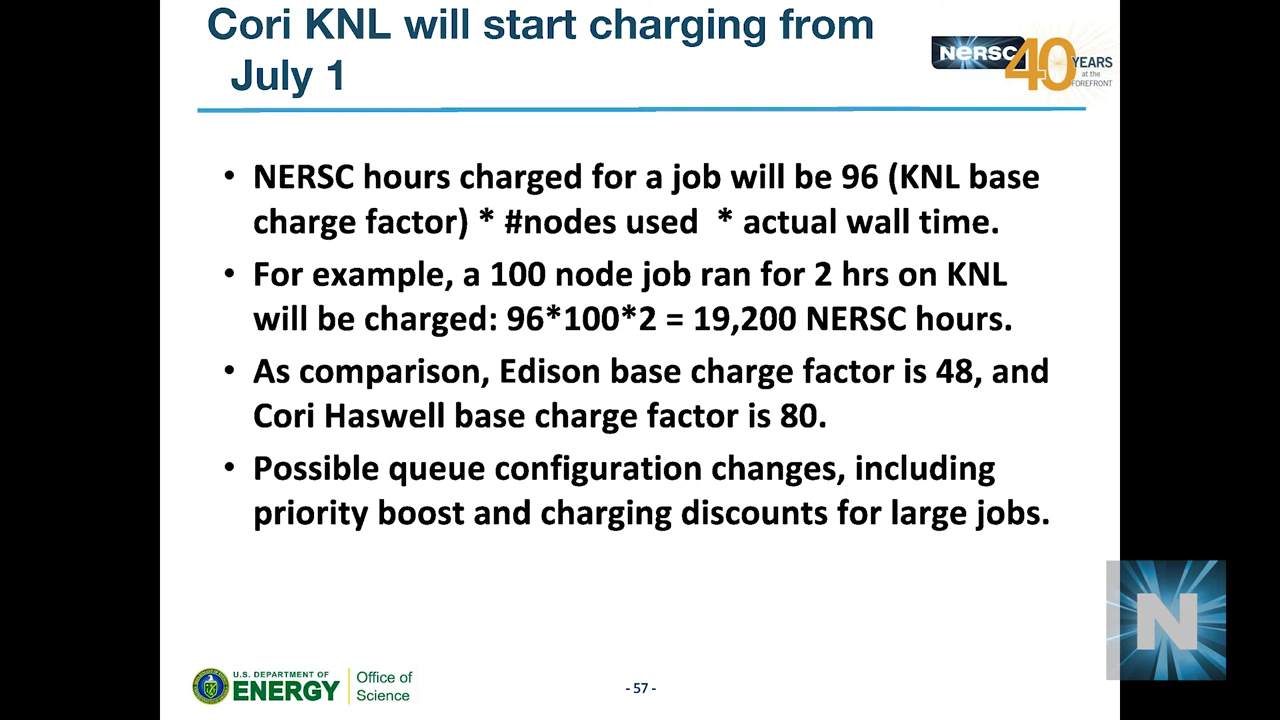 Cori KNL will start charging from
July 1
NERSC
40 YEARS
at the
FOREFRONT
• NERSC hours charged for a job will be 96 (KNL base
charge factor) * #nodes used * actual wall time.
• For example, a 100 node job ran for 2 hrs on KNL
will be charged: 96*100*2 = 19,200 NERSC hours.
• As comparison, Edison base charge factor is 48, and
Cori Haswell base charge factor is 80.
• Possible queue configuration changes, including
priority boost and charging discounts for large jobs.
N
U.S. DEPARTMENT OF
ENERGY
Office of
Science
- 57 -